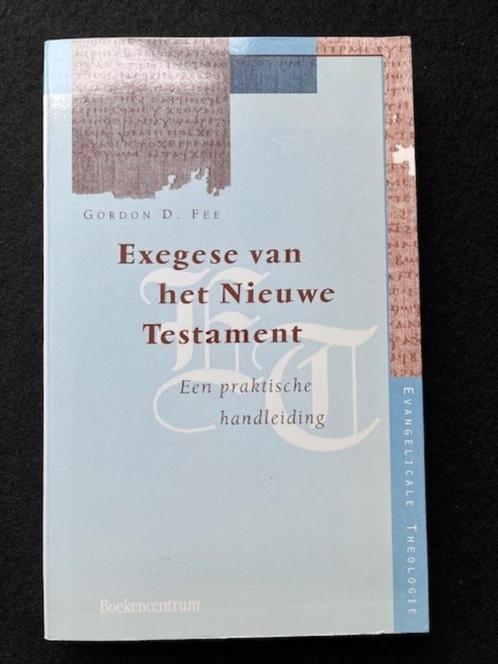 GORDON D. FEE
Exegese van
het Nieuwe
Testament
Een praktische
handleiding
EVANGELICALE THEOLOGIE
Boekencentrum